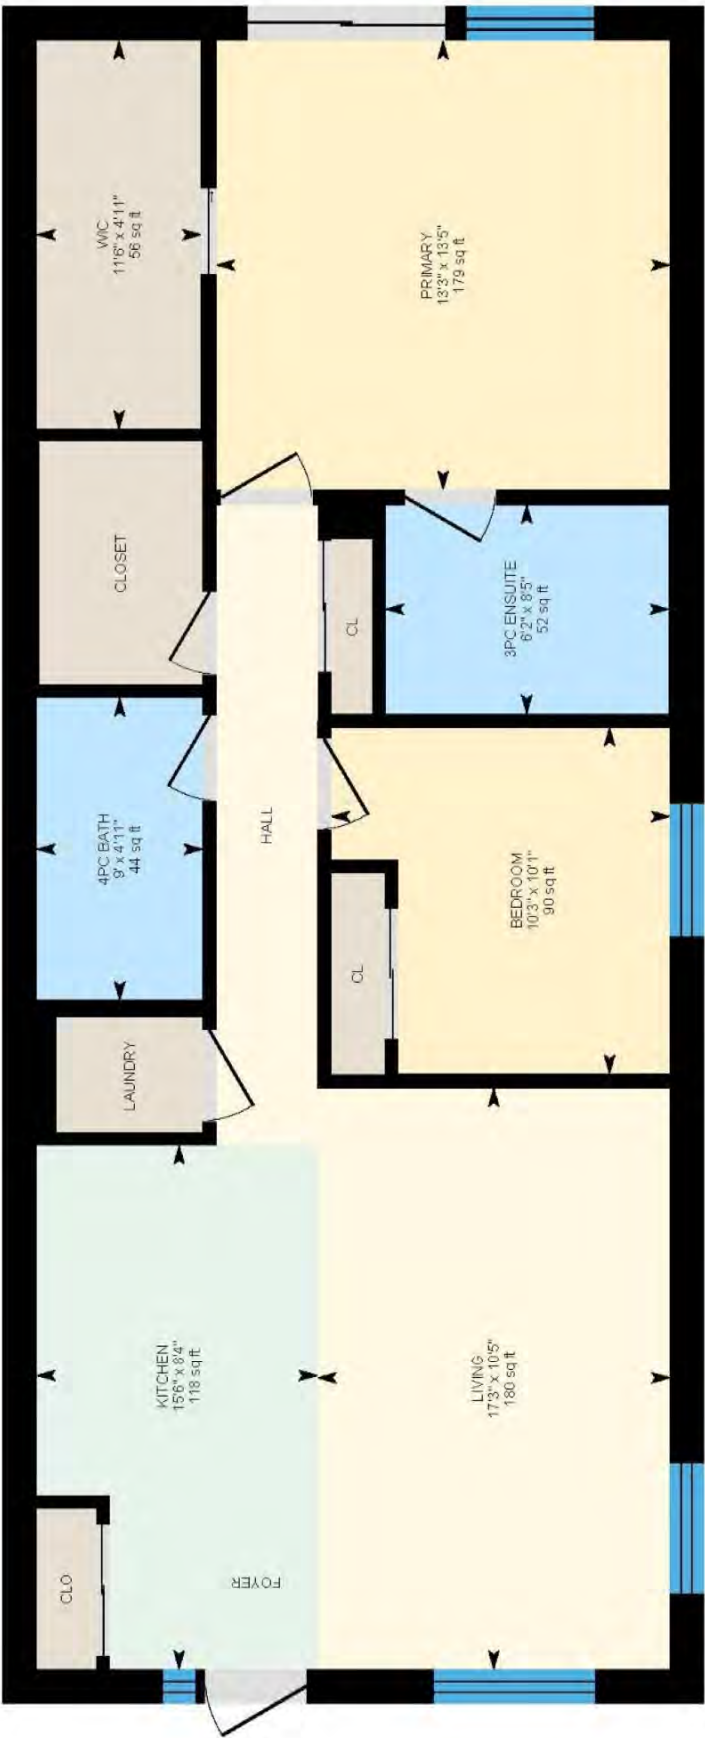 WIC
11'6" x 4'11"
56 sq ft
PRIMARY
13'3" x 13'5"
179 sq ft
CLOSET
CL
3PC ENSUITE
6'2" x 8'5"
52 sq ft
4PC BATH
9' x 4'11"
44 sq ft
HALL
BEDROOM
10'3" x 10'1"
90 sq ft
CL
LAUNDRY
KITCHEN
15'6" x 8'4"
118 sq ft
LIVING
17'3" x 10'5"
180 sq ft
CLO
FOYER